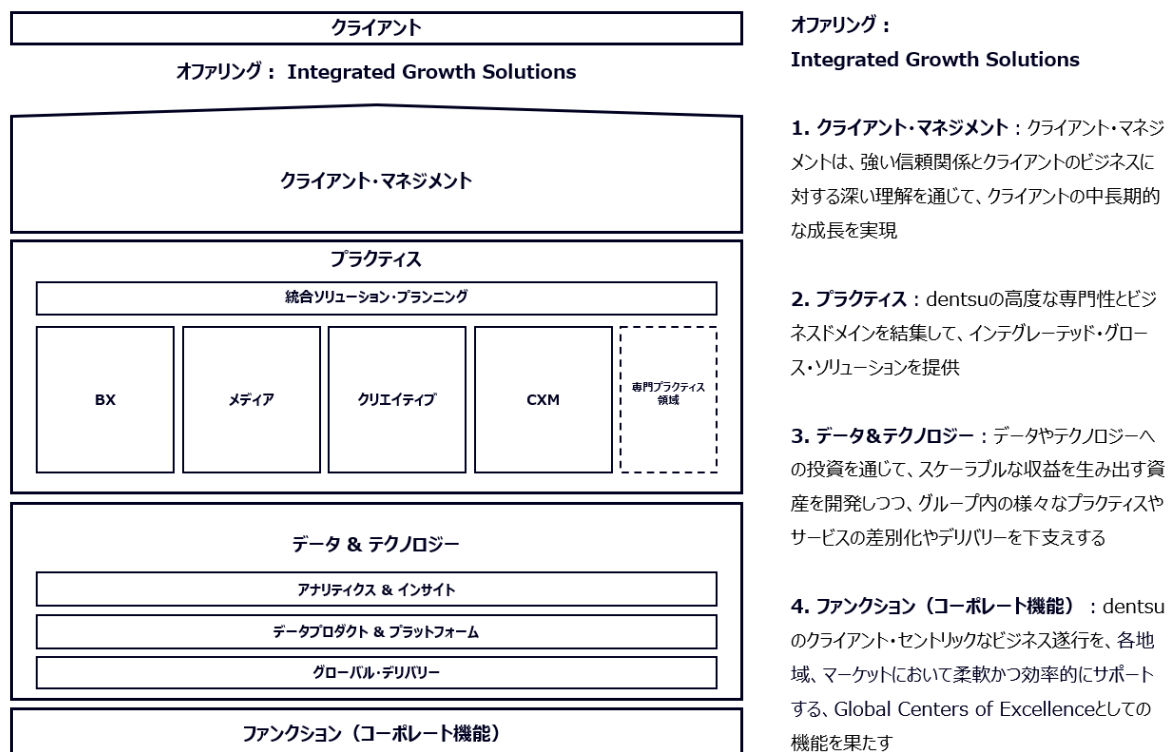 クライアント
オファリング： Integrated Growth Solutions
クライアント・マネジメント
プラクティス
統合ソリューション・プランニング
BX
メディア
クリエイティブ
CXM
専門プラクティス
領域
データ & テクノロジー
アナリティクス & インサイト
データプロダクト & プラットフォーム
グローバル・デリバリー
ファンクション（コーポレート機能）
オファリング：
Integrated Growth Solutions
1. クライアント・マネジメント：クライアント・マネジ
メントは、強い信頼関係とクライアントのビジネスに
対する深い理解を通じて、クライアントの中長期的
な成長を実現
2. プラクティス：dentsuの高度な専門性とビジ
ネスドメインを結集して、インテグレーテッド・グロー
ス・ソリューションを提供
3. データ&テクノロジー：データやテクノロジーへ
の投資を通じて、スケーラブルな収益を生み出す資
産を開発しつつ、グループ内の様々なプラクティスや
サービスの差別化やデリバリーを下支えする
4. ファンクション（コーポレート機能）：dentsu
のクライアント・セントリックなビジネス遂行を、各地
域、マーケットにおいて柔軟かつ効率的にサポート
する、Global Centers of Excellenceとしての
機能を果たす